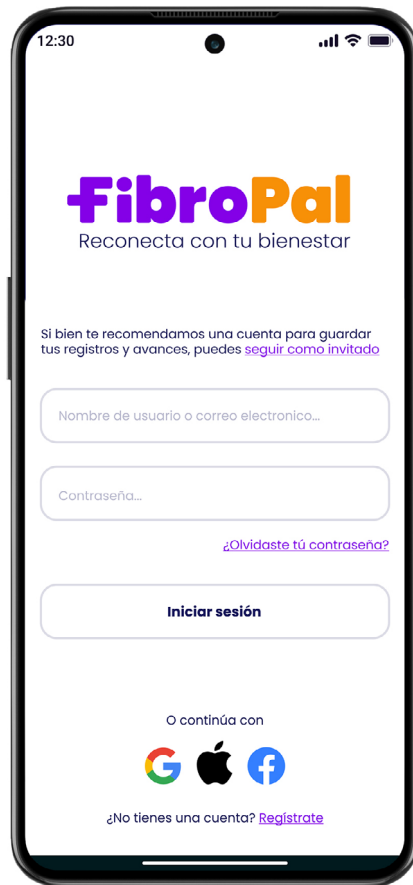 12:30
FibroPal
Reconecta con tu bienestar
Si bien te recomendamos una cuenta para guardar
tus registros y avances, puedes seguir como invitado
Nombre de usuario o correo electronico...
Contraseña...
¿Olvidaste tú contraseña?
Iniciar sesión
O continúa con
¿No tienes una cuenta? Regístrate